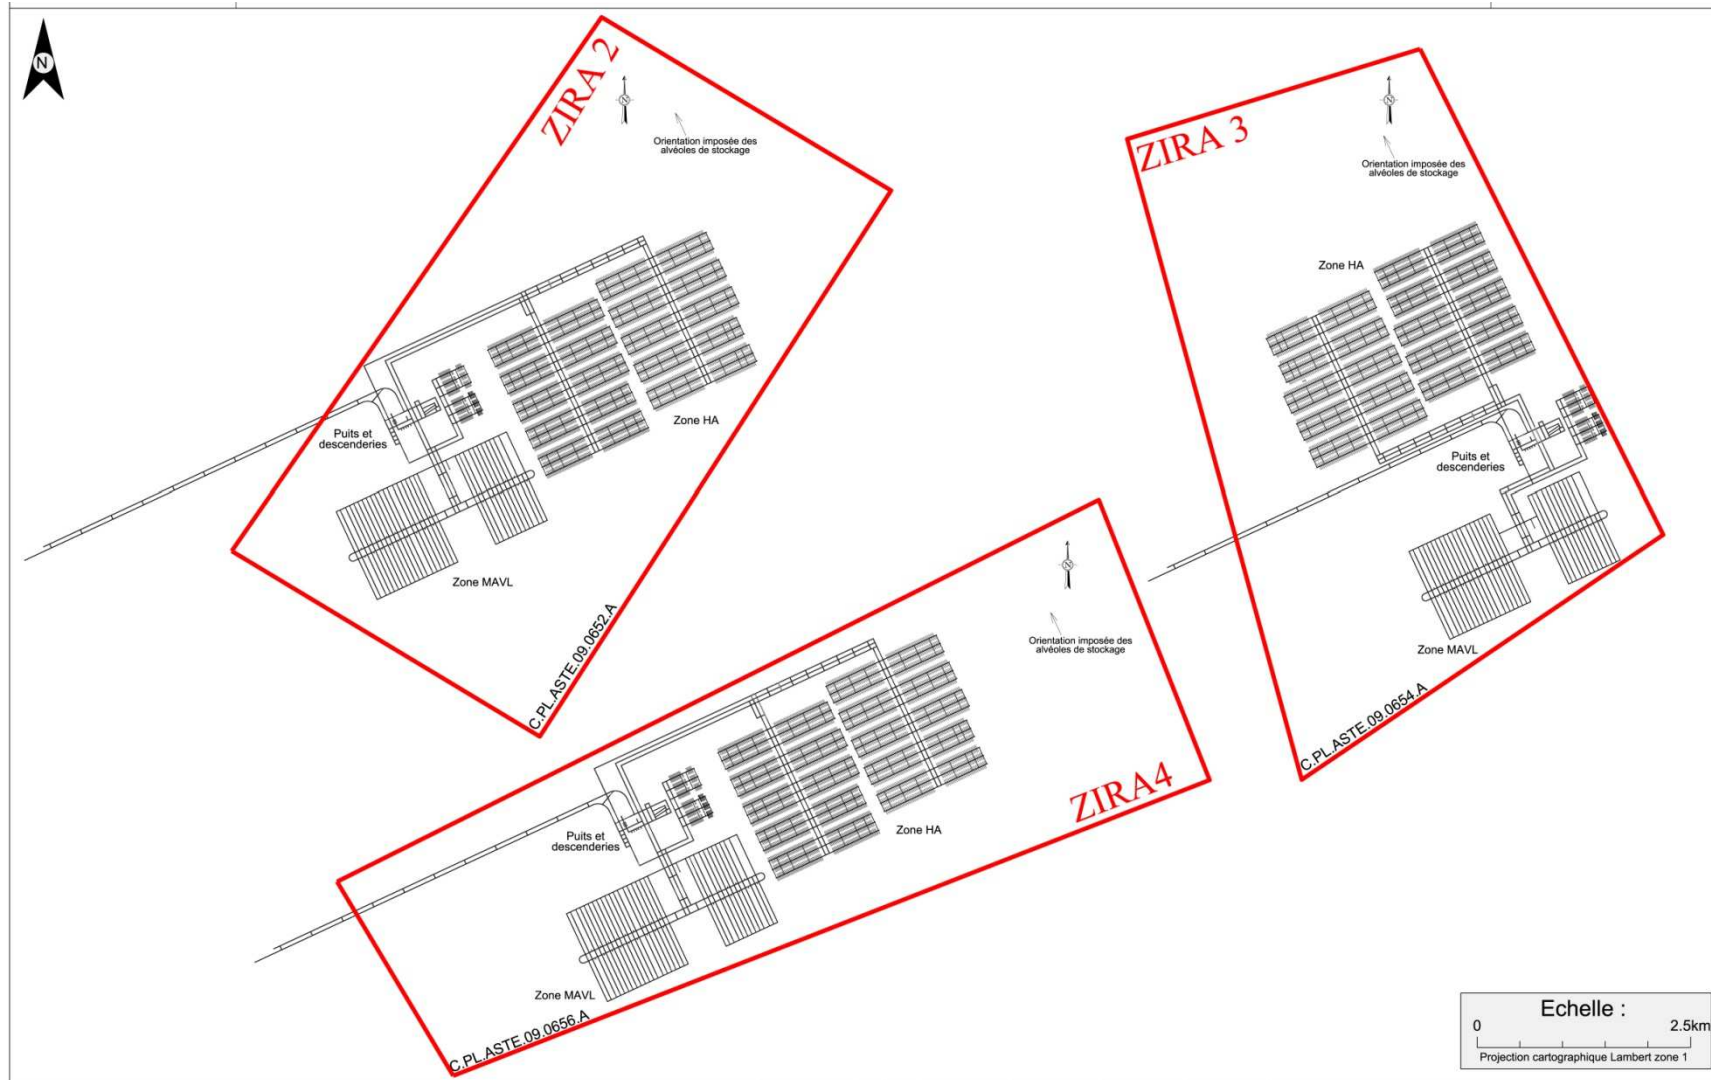 N
ZIRA 2
N
Orientation imposée des
alvéoles de stockage
Puits et
descenderies
Zone HA
Zone MAVL
C.PL.ASTE.09.0652.A
ZIRA 3
N
Orientation imposée des
alvéoles de stockage
Zone HA
Puits et
descenderies
Zone MAVL
C.PL.ASTE.09.0654.A
N
Orientation imposée des
alvéoles de stockage
ZIRA4
Puits et
descenderies
Zone HA
Zone MAVL
C.PL.ASTE.09.0656.A
Echelle :
0 2.5km
Projection cartographique Lambert zone 1